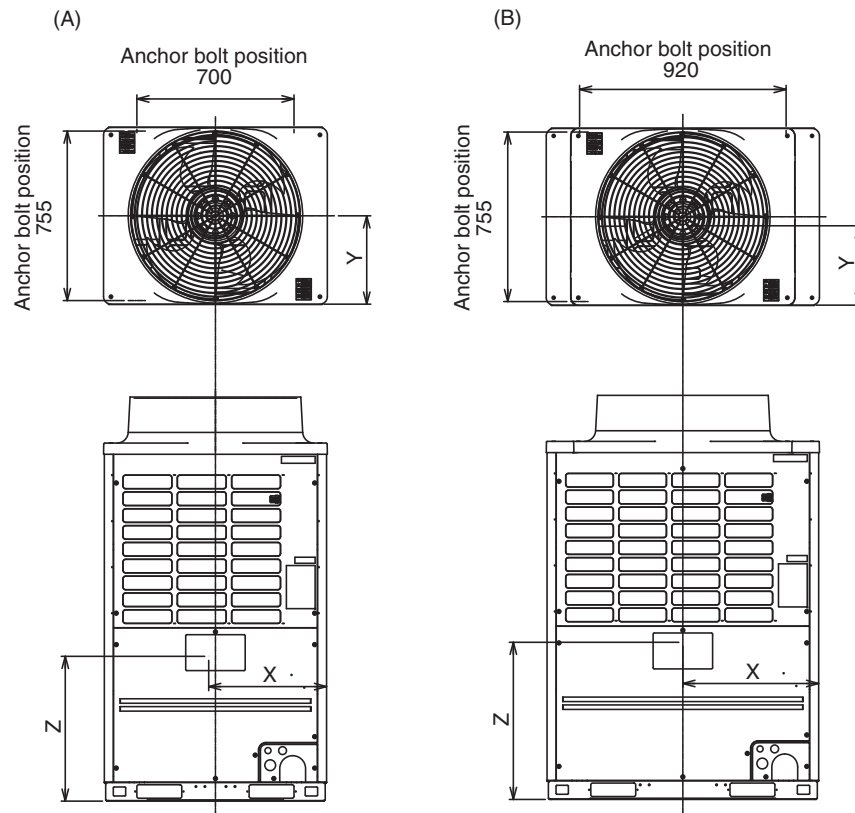 (A)
Anchor bolt position
700
Anchor bolt position
755
Y
X
Z
(B)
Anchor bolt position
920
Anchor bolt position
755
Y
X
Z